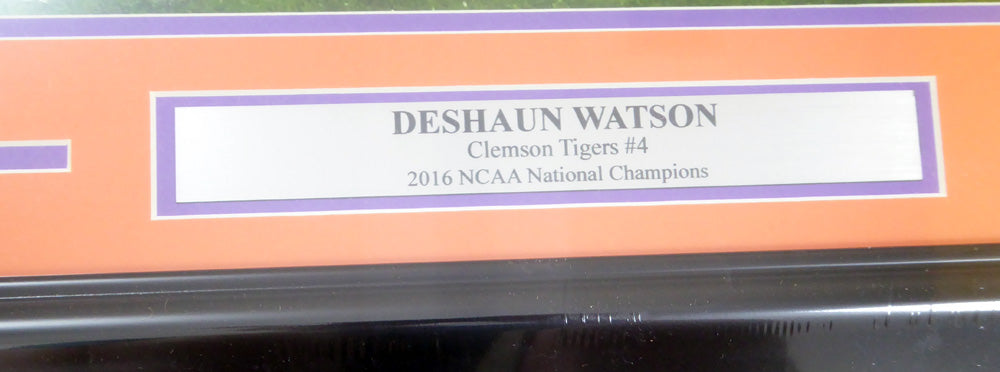 DESHAUN WATSON
Clemson Tigers #4
2016 NCAA National Champions